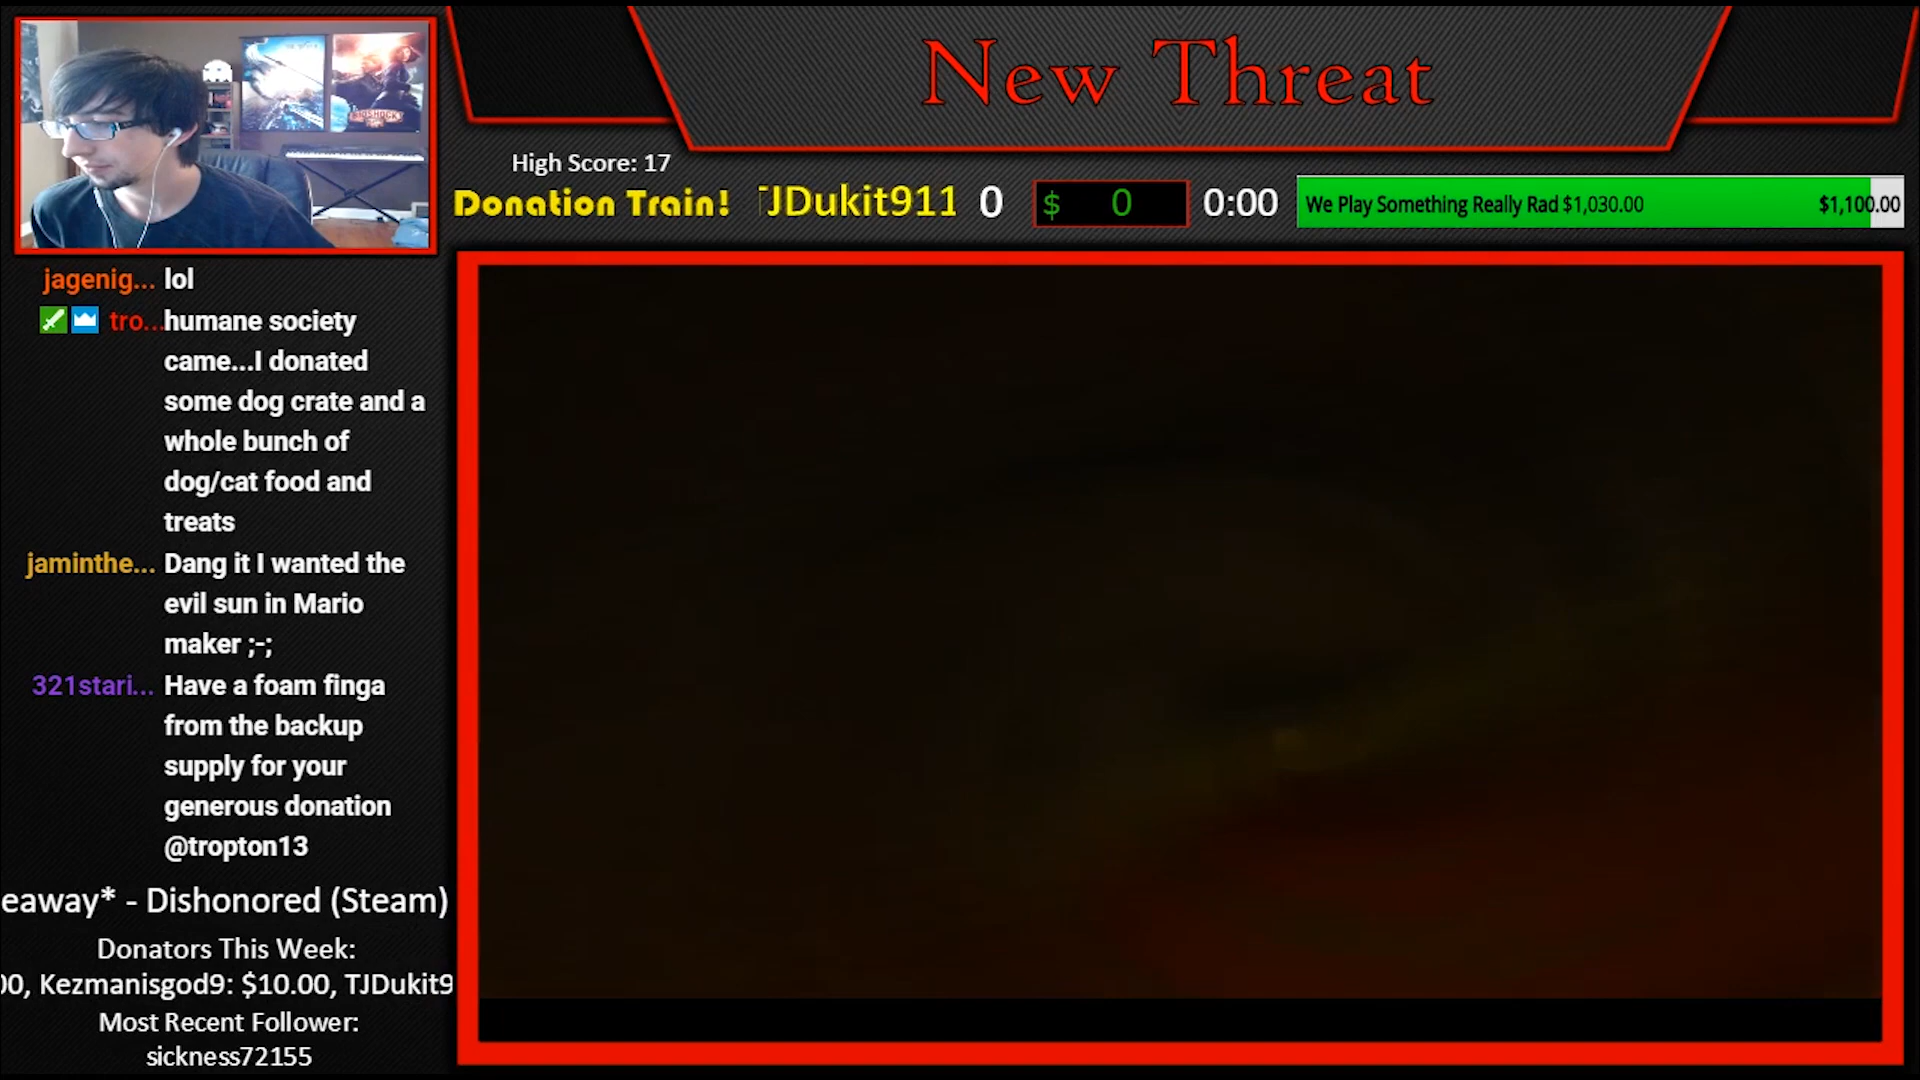 New Threat
High Score: 17
Donation Train! TJDukit911 0 $ 0 0:00 We Play Something Really Rad $1,030.00 $1,100.00
BIOSHOCK
jagenig... lol
tro... humane society
came...I donated
some dog crate and a
whole bunch of
dog/cat food and
treats
jaminthe... Dang it I wanted the
evil sun in Mario
maker ;-;
321stari... Have a foam finga
from the backup
supply for your
generous donation
@tropton13
eaway* - Dishonored (Steam)
Donators This Week:
00, Kezmanisgod9: $10.00, TJDukit9
Most Recent Follower:
sickness72155